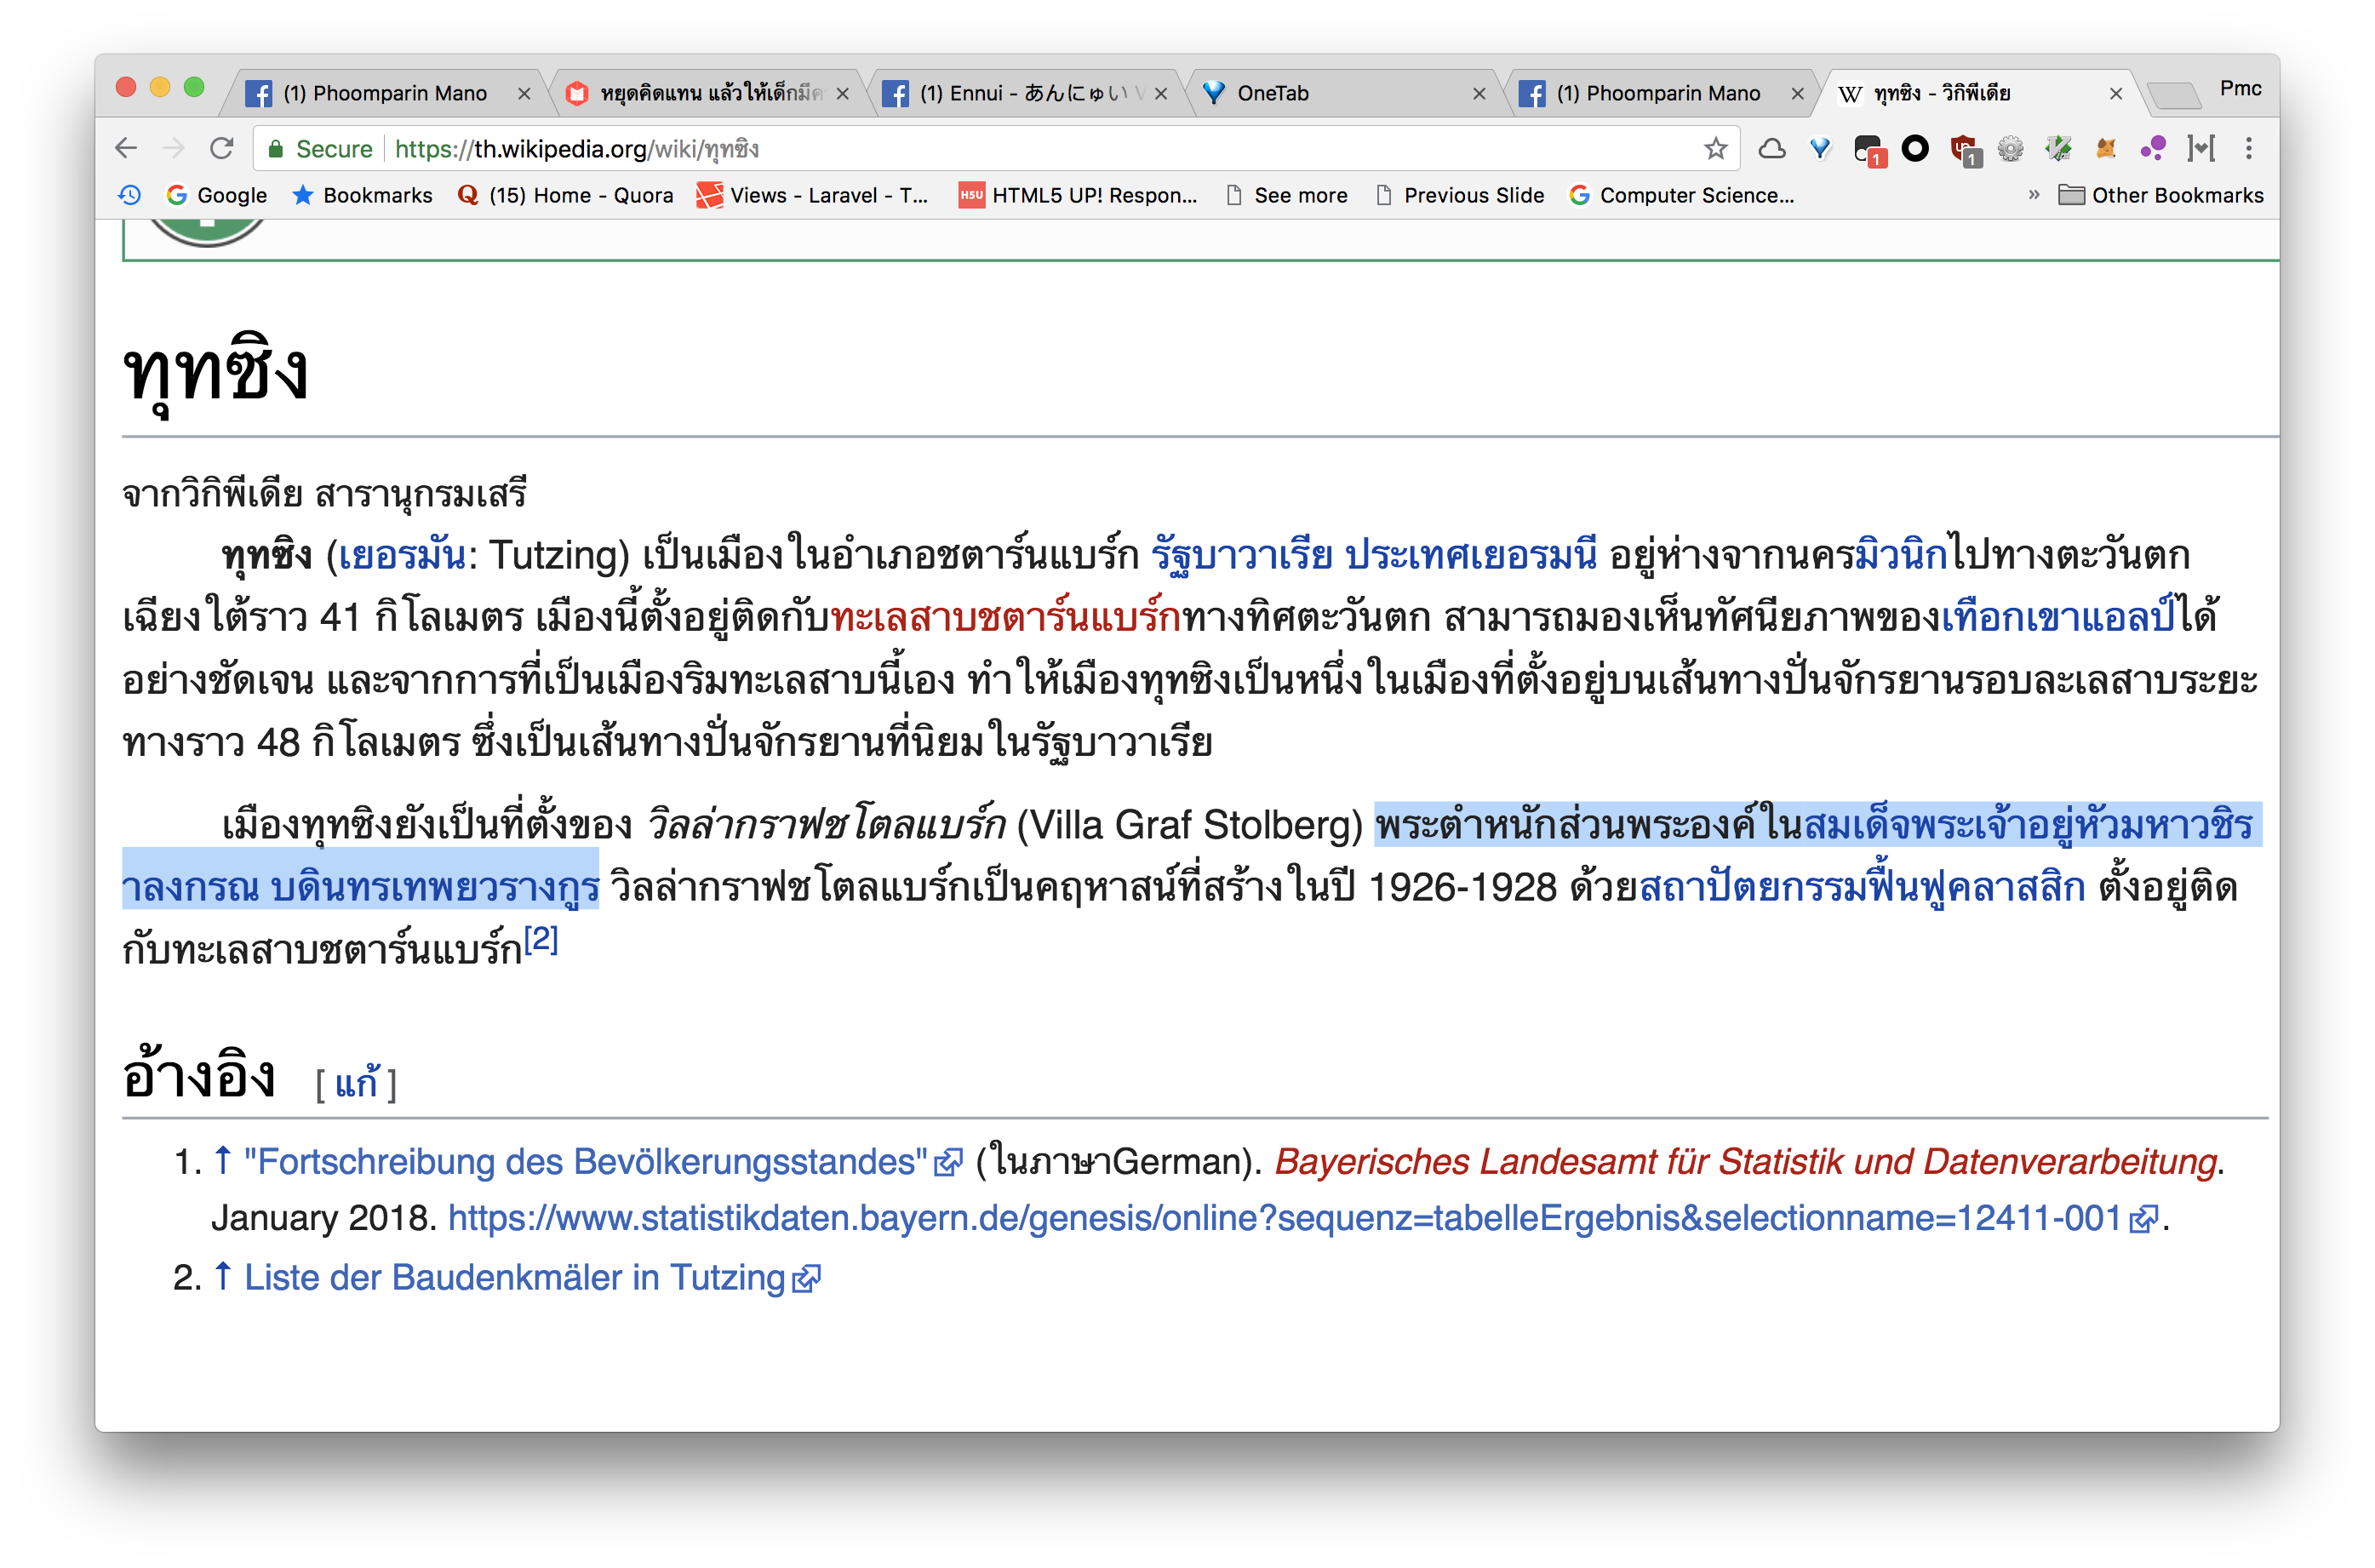 (1) Phoomparin Mano
หยุดคิดแทน แล้วให้เด็กมีค
(1) Ennui - あんにゅい V
OneTab
(1) Phoomparin Mano
W ทุทซิง - วิกิพีเดีย
Pmc
Secure https://th.wikipedia.org/wiki/ทุทซิง
1
1
Google Bookmarks Q (15) Home - Quora Views - Laravel - T... H5U HTML5 UP! Respon... See more Previous Slide Computer Science... » Other Bookmarks
ทุทซิง
จากวิกิพีเดีย สารานุกรมเสรี
ทุทซิง (เยอรมัน: Tutzing) เป็นเมืองในอำเภอชตาร์นแบร์ก รัฐบาวาเรีย ประเทศเยอรมนี อยู่ห่างจากนครมิวนิกไปทางตะวันตก
เฉียงใต้ราว 41 กิโลเมตร เมืองนี้ตั้งอยู่ติดกับทะเลสาบชตาร์นแบร์กทางทิศตะวันตก สามารถมองเห็นทัศนียภาพของเทือกเขาแอลป์ได้
อย่างชัดเจน และจากการที่เป็นเมืองริมทะเลสาบนี้เอง ทำให้เมืองทุทซิงเป็นหนึ่งในเมืองที่ตั้งอยู่บนเส้นทางปั่นจักรยานรอบละเลสาบระยะ
ทางราว 48 กิโลเมตร ซึ่งเป็นเส้นทางปั่นจักรยานที่นิยมในรัฐบาวาเรีย
เมืองทุทซิงยังเป็นที่ตั้งของ วิลล่ากราฟชโตลแบร์ก (Villa Graf Stolberg) พระตำหนักส่วนพระองค์ในสมเด็จพระเจ้าอยู่หัวมหาวชิร
าลงกรณ บดินทรเทพยวรางกูร วิลล่ากราฟชโตลแบร์กเป็นคฤหาสน์ที่สร้างในปี 1926-1928 ด้วยสถาปัตยกรรมฟื้นฟูคลาสสิก ตั้งอยู่ติด
กับทะเลสาบชตาร์นแบร์ก[2]
อ้างอิง [ แก้ ]
1. ↑ "Fortschreibung des Bevölkerungsstandes" (ในภาษาGerman). Bayerisches Landesamt für Statistik und Datenverarbeitung.
January 2018. https://www.statistikdaten.bayern.de/genesis/online?sequenz=tabelleErgebnis&selectionname=12411-001 .
2. ↑ Liste der Baudenkmäler in Tutzing